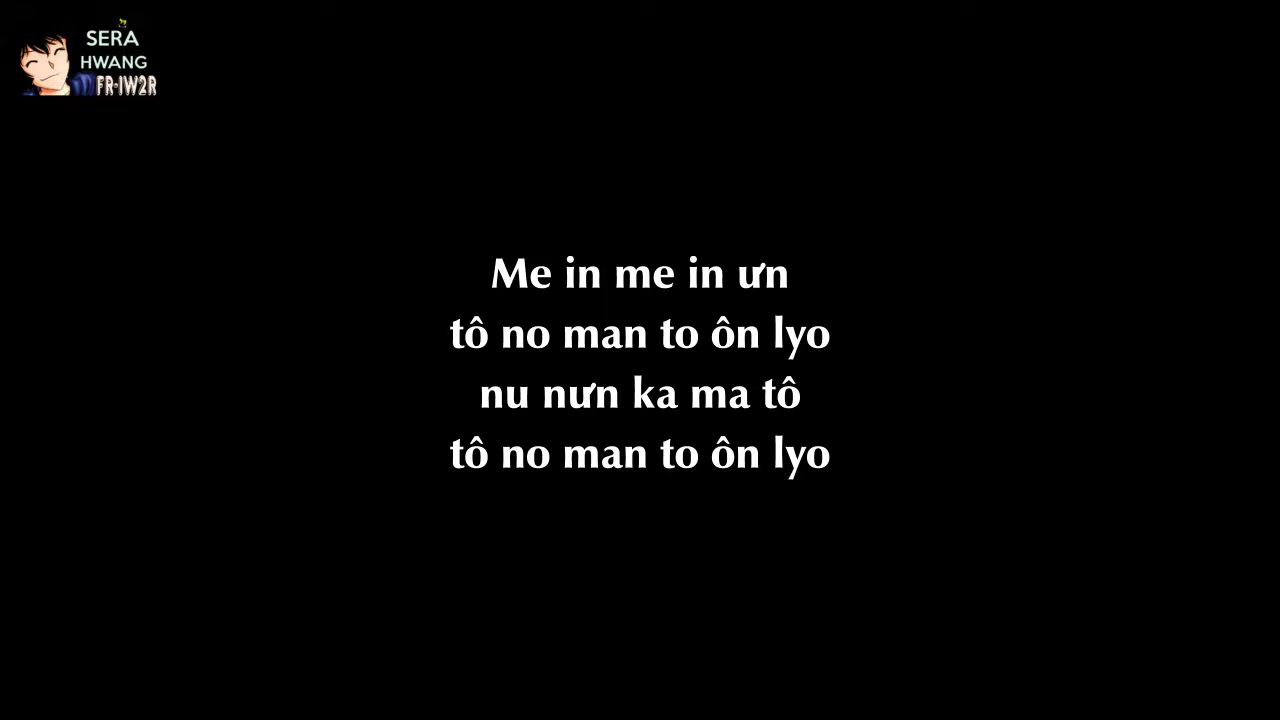 SERA
HWANG
FR-IW2R
Me in me in ưn
tô no man to ôn lyo
nu nưn ka ma tô
tô no man to ôn lyo